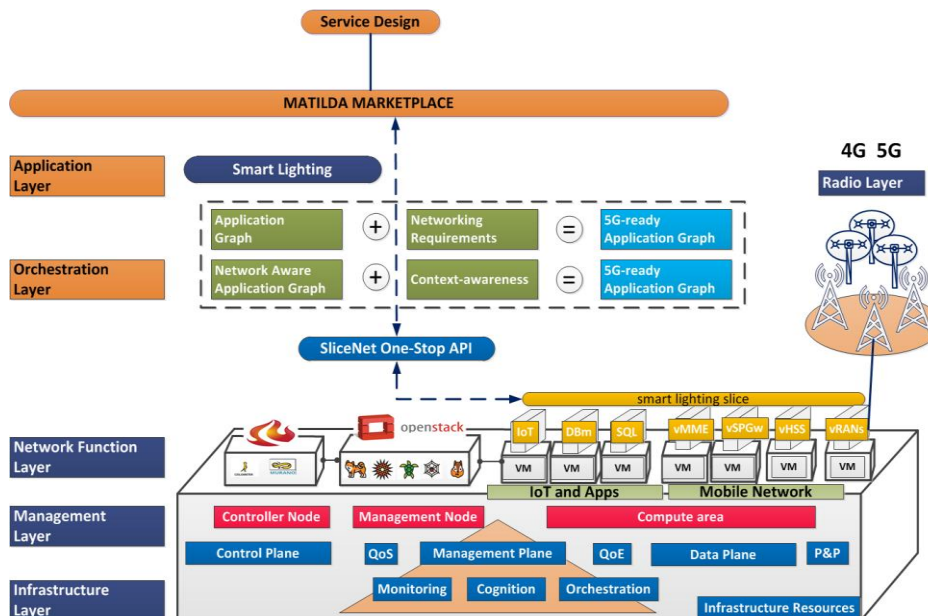 Service Design
MATILDA MARKETPLACE
Application
Layer
Smart Lighting
4G 5G
Radio Layer
Application
Graph
+
Networking
Requirements
=
5G-ready
Application Graph
Orchestration
Layer
Network Aware
Application Graph
+
Context-awareness
=
5G-ready
Application Graph
SliceNet One-Stop API
smart lighting slice
openstack
IoT
DBm
SQL
vMME
vSPGw
vHSS
vRANs
Network Function
Layer
VM
VM
VM
VM
VM
VM
VM
IoT and Apps
Mobile Network
Management
Layer
Controller Node
Management Node
Compute area
Control Plane
QoS
Management Plane
QoE
Data Plane
P&P
Infrastructure
Layer
Monitoring
Cognition
Orchestration
Infrastructure Resources